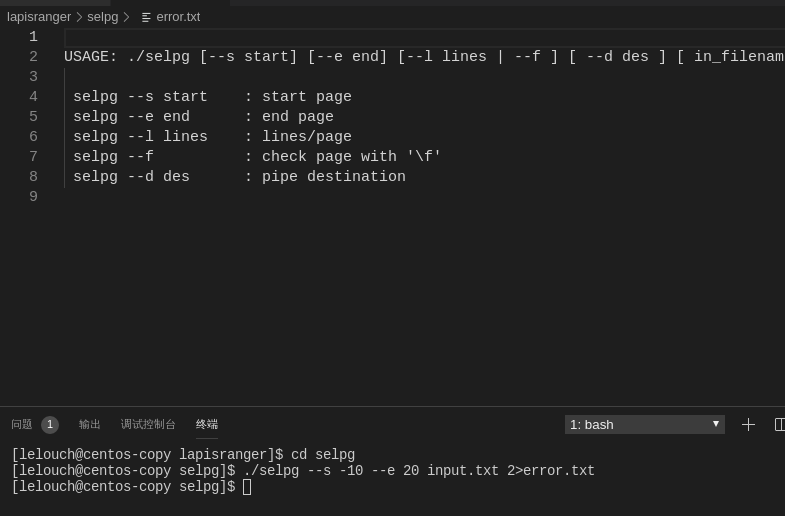 lapisranger > selpg > error.txt
1
2 USAGE: ./selpg [--s start] [--e end] [--l lines | --f ] [ --d des ] [ in_filenam
3
4 selpg --s start    : start page
5 selpg --e end      : end page
6 selpg --l lines    : lines/page
7 selpg --f          : check page with '\f'
8 selpg --d des      : pipe destination
9
问题 1 输出 调试控制台 终端 1: bash
[lelouch@centos-copy lapisranger]$ cd selpg
[lelouch@centos-copy selpg]$ ./selpg --s -10 --e 20 input.txt 2>error.txt
[lelouch@centos-copy selpg]$